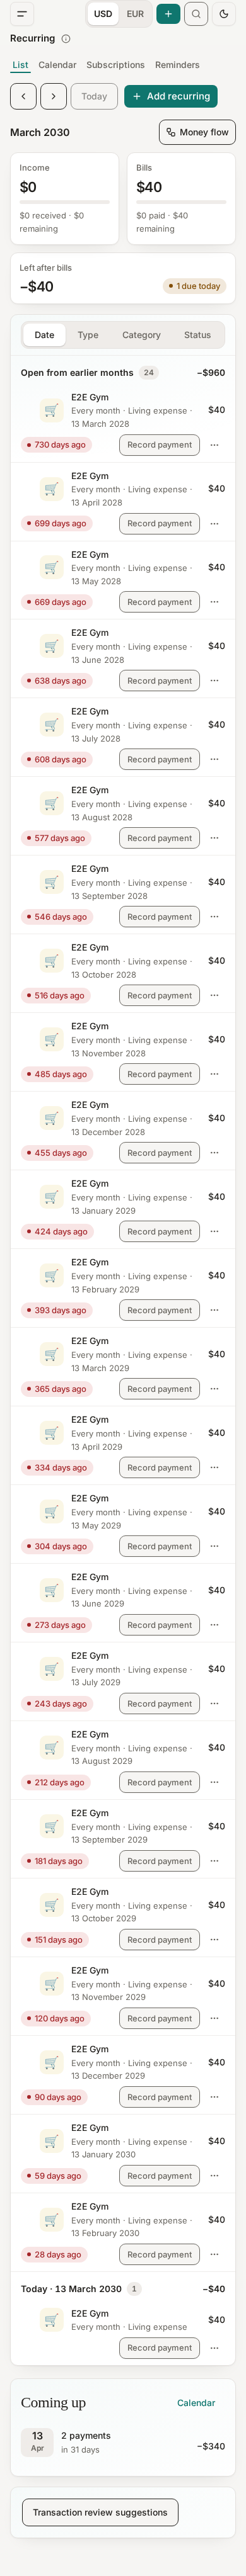 USD EUR
Recurring
List Calendar Subscriptions Reminders
Today + Add recurring
March 2030 Money flow
Income
$0
$0 received · $0
remaining
Bills
$40
$0 paid · $40
remaining
Left after bills
−$40
1 due today
Date Type Category Status
Open from earlier months 24 −$960
E2E Gym
Every month · Living expense · $40
13 March 2028
730 days ago Record payment
E2E Gym
Every month · Living expense · $40
13 April 2028
699 days ago Record payment
E2E Gym
Every month · Living expense · $40
13 May 2028
669 days ago Record payment
E2E Gym
Every month · Living expense · $40
13 June 2028
638 days ago Record payment
E2E Gym
Every month · Living expense · $40
13 July 2028
608 days ago Record payment
E2E Gym
Every month · Living expense · $40
13 August 2028
577 days ago Record payment
E2E Gym
Every month · Living expense · $40
13 September 2028
546 days ago Record payment
E2E Gym
Every month · Living expense · $40
13 October 2028
516 days ago Record payment
E2E Gym
Every month · Living expense · $40
13 November 2028
485 days ago Record payment
E2E Gym
Every month · Living expense · $40
13 December 2028
455 days ago Record payment
E2E Gym
Every month · Living expense · $40
13 January 2029
424 days ago Record payment
E2E Gym
Every month · Living expense · $40
13 February 2029
393 days ago Record payment
E2E Gym
Every month · Living expense · $40
13 March 2029
365 days ago Record payment
E2E Gym
Every month · Living expense · $40
13 April 2029
334 days ago Record payment
E2E Gym
Every month · Living expense · $40
13 May 2029
304 days ago Record payment
E2E Gym
Every month · Living expense · $40
13 June 2029
273 days ago Record payment
E2E Gym
Every month · Living expense · $40
13 July 2029
243 days ago Record payment
E2E Gym
Every month · Living expense · $40
13 August 2029
212 days ago Record payment
E2E Gym
Every month · Living expense · $40
13 September 2029
181 days ago Record payment
E2E Gym
Every month · Living expense · $40
13 October 2029
151 days ago Record payment
E2E Gym
Every month · Living expense · $40
13 November 2029
120 days ago Record payment
E2E Gym
Every month · Living expense · $40
13 December 2029
90 days ago Record payment
E2E Gym
Every month · Living expense · $40
13 January 2030
59 days ago Record payment
E2E Gym
Every month · Living expense · $40
13 February 2030
28 days ago Record payment
Today · 13 March 2030 1 −$40
E2E Gym
Every month · Living expense $40
Record payment
Coming up Calendar
13 2 payments
Apr in 31 days −$340
Transaction review suggestions